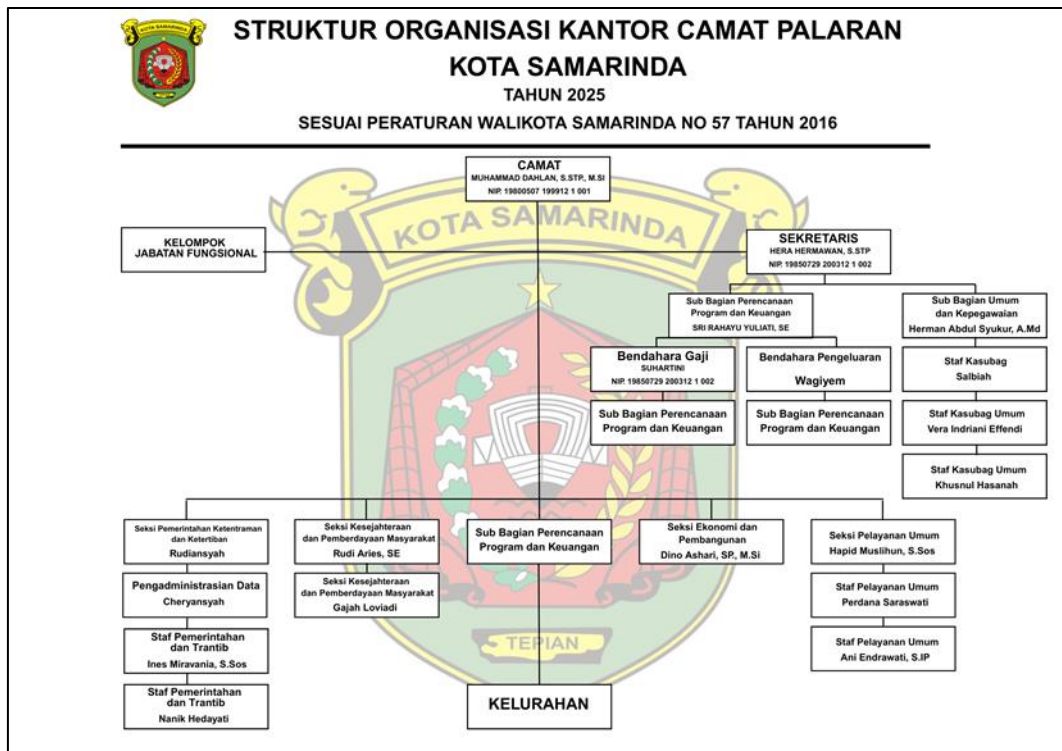 KOTA SAMARINDA
STRUKTUR ORGANISASI KANTOR CAMAT PALARAN
KOTA SAMARINDA
TAHUN 2025
SESUAI PERATURAN WALIKOTA SAMARINDA NO 57 TAHUN 2016
CAMAT
MUHAMMAD DAHLAN, S.STP., M.SI
NIP. 19800507 199912 1 001
KOTA SAMARINDA
KELOMPOK
JABATAN FUNGSIONAL
SEKRETARIS
HERA HERMAWAN, S.STP
NIP. 19850729 200312 1 002
Sub Bagian Perencanaan
Program dan Keuangan
SRI RAHAYU YULIATI, SE
Sub Bagian Umum
dan Kepegawaian
Herman Abdul Syukur, A.Md
Bendahara Gaji
SUHARTINI
NIP. 19850729 200312 1 002
Bendahara Pengeluaran
Wagiyem
Staf Kasubag
Salbiah
Sub Bagian Perencanaan
Program dan Keuangan
Sub Bagian Perencanaan
Program dan Keuangan
Staf Kasubag Umum
Vera Indriani Effendi
Staf Kasubag Umum
Khusnul Hasanah
Seksi Pemerintahan Ketentraman
dan Ketertiban
Rudiansyah
Seksi Kesejahteraan
dan Pemberdayaan Masyarakat
Rudi Aries, SE
Sub Bagian Perencanaan
Program dan Keuangan
Seksi Ekonomi dan
Pembangunan
Dino Ashari, SP., M.Si
Seksi Pelayanan Umum
Hapid Muslihun, S.Sos
Pengadministrasian Data
Cheryansyah
Seksi Kesejahteraan
dan Pemberdayaan Masyarakat
Gajah Loviadi
Staf Pelayanan Umum
Perdana Saraswati
Staf Pemerintahan
dan Trantib
Ines Miravania, S.Sos
TEPIAN
Staf Pelayanan Umum
Ani Endrawati, S.IP
Staf Pemerintahan
dan Trantib
Nanik Hedayati
KELURAHAN